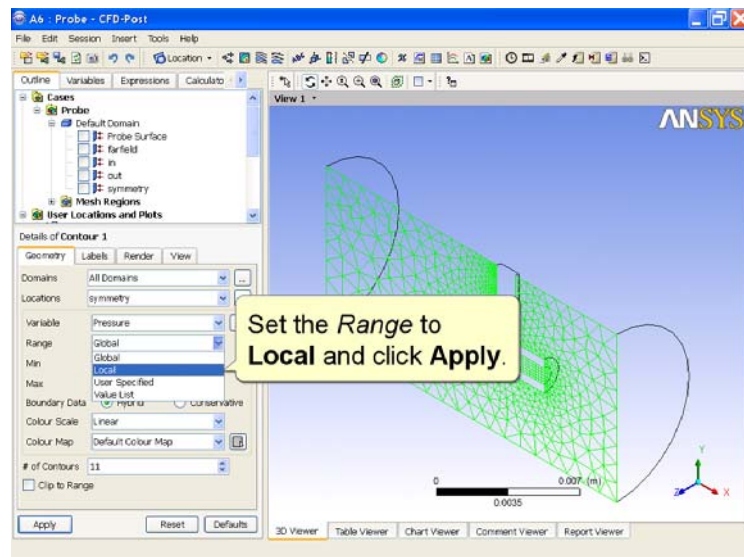 A6 : Probe - CFD-Post
File Edit Session Insert Tools Help
Location
Outline Variables Expressions Calculato
Cases
Probe
Default Domain
Probe Surface
farfield
in
out
symmetry
Mesh Regions
User Locations and Plots
Details of Contour 1
Geometry Labels Render View
Domains All Domains
Locations symmetry
Variable Pressure
Range Global
Global
Local
User Specified
Value List
Min
Max
Boundary Data Hybrid Conservative
Colour Scale Linear
Colour Map Default Colour Map
# of Contours 11
Clip to Range
Apply Reset Defaults
View 1
ANSYS
Set the Range to
Local and click Apply.
0 0.007 (m)
0.0035
Y
Z X
3D Viewer Table Viewer Chart Viewer Comment Viewer Report Viewer